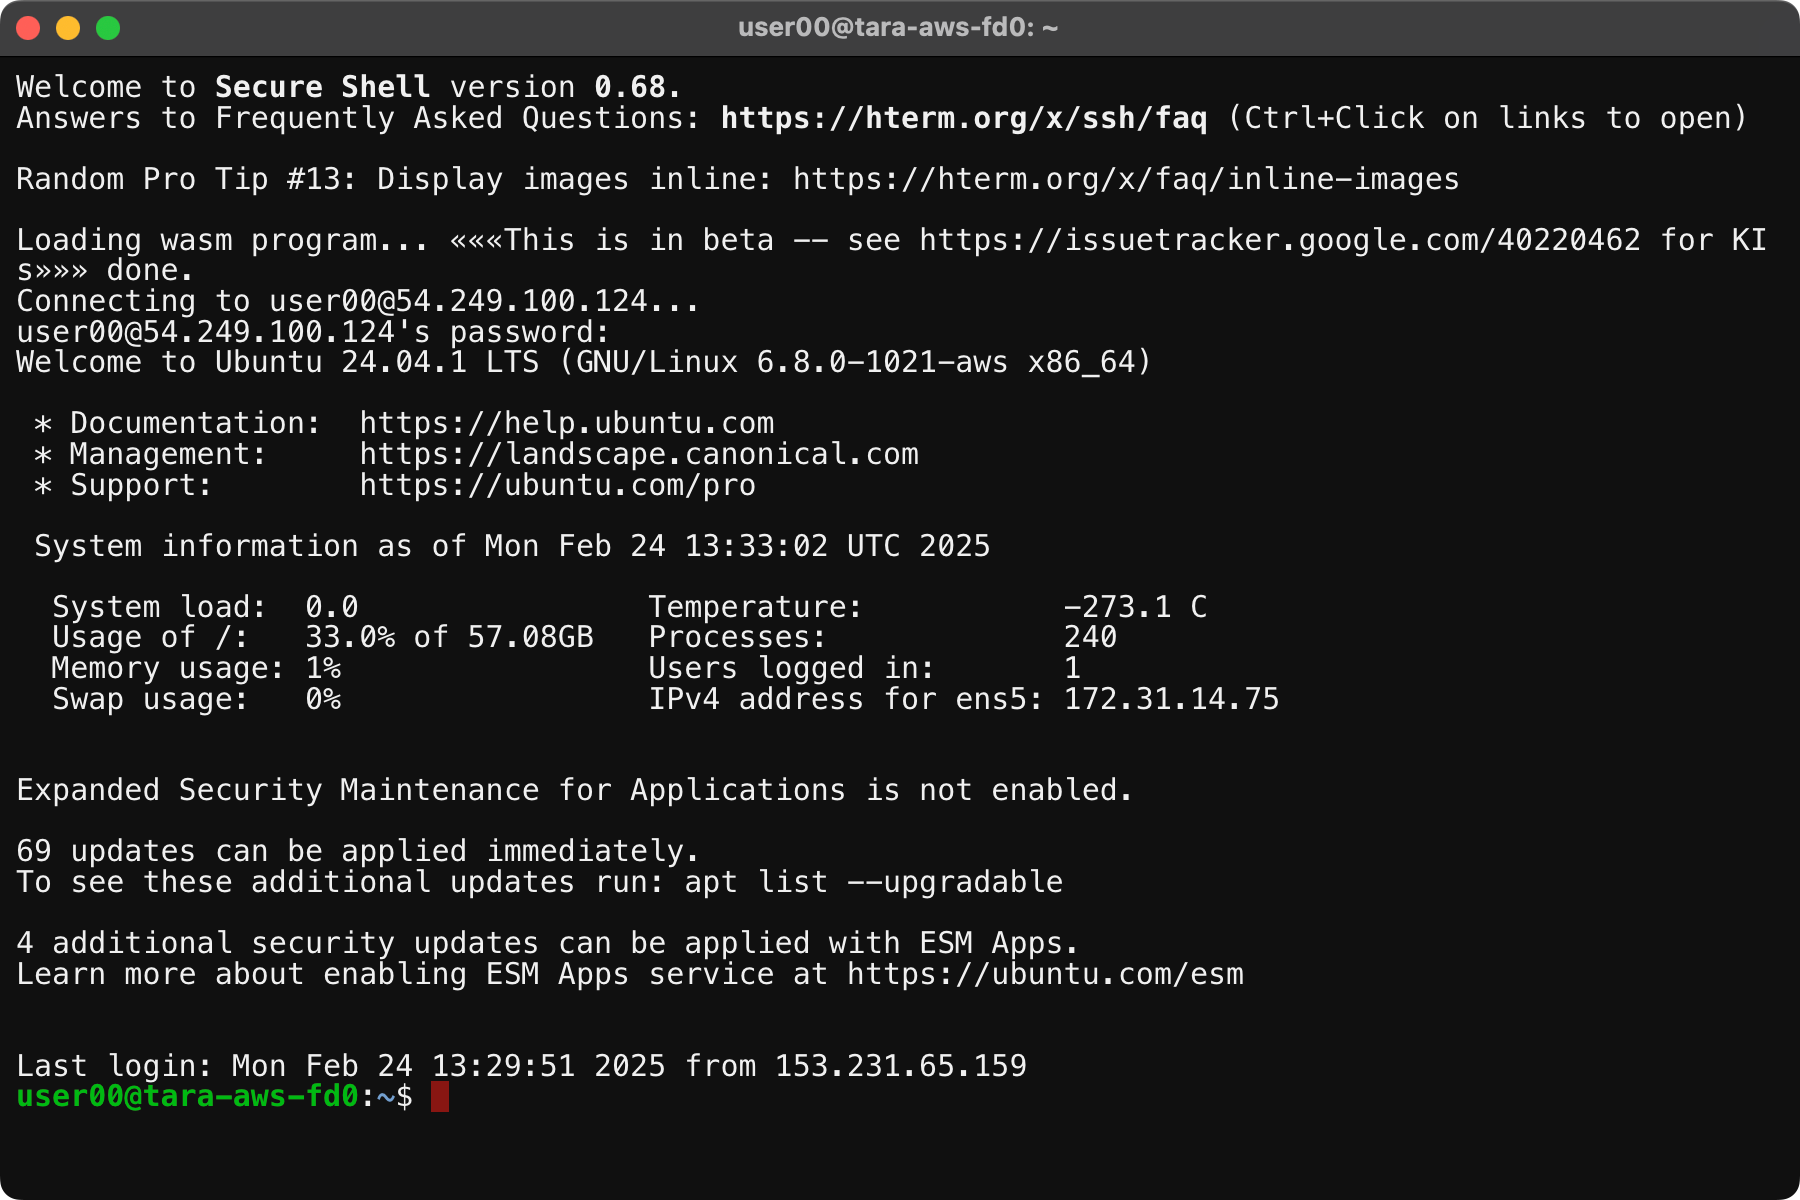 user00@tara-aws-fd0: ~
Welcome to Secure Shell version 0.68.
Answers to Frequently Asked Questions: https://hterm.org/x/ssh/faq (Ctrl+Click on links to open)
Random Pro Tip #13: Display images inline: https://hterm.org/x/faq/inline-images
Loading wasm program... «««This is in beta -- see https://issuetracker.google.com/40220462 for KI
s»»» done.
Connecting to user00@54.249.100.124...
user00@54.249.100.124's password:
Welcome to Ubuntu 24.04.1 LTS (GNU/Linux 6.8.0-1021-aws x86_64)
 * Documentation:  https://help.ubuntu.com
 * Management:     https://landscape.canonical.com
 * Support:        https://ubuntu.com/pro
 System information as of Mon Feb 24 13:33:02 UTC 2025
  System load:  0.0                Temperature:           -273.1 C
  Usage of /:   33.0% of 57.08GB   Processes:             240
  Memory usage: 1%                 Users logged in:       1
  Swap usage:   0%                 IPv4 address for ens5: 172.31.14.75
Expanded Security Maintenance for Applications is not enabled.
69 updates can be applied immediately.
To see these additional updates run: apt list --upgradable
4 additional security updates can be applied with ESM Apps.
Learn more about enabling ESM Apps service at https://ubuntu.com/esm
Last login: Mon Feb 24 13:29:51 2025 from 153.231.65.159
user00@tara-aws-fd0:~$